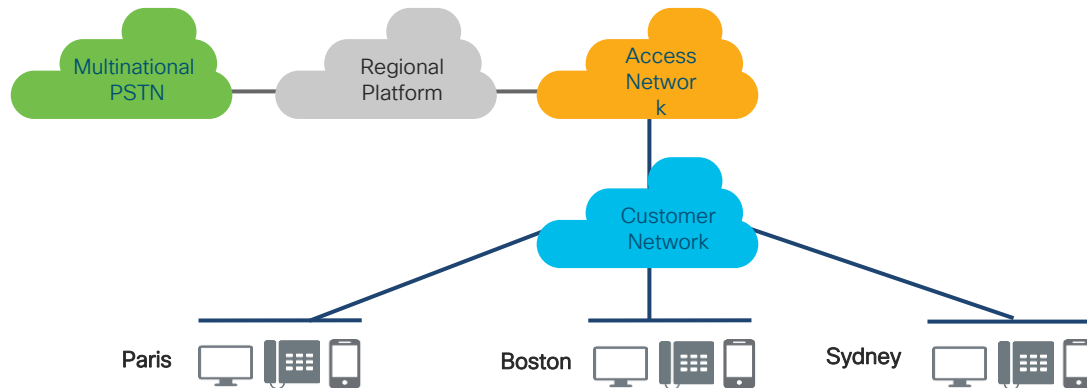 Multinational
PSTN
Regional
Platform
Access
Networ
k
Customer
Network
Paris
Boston
Sydney